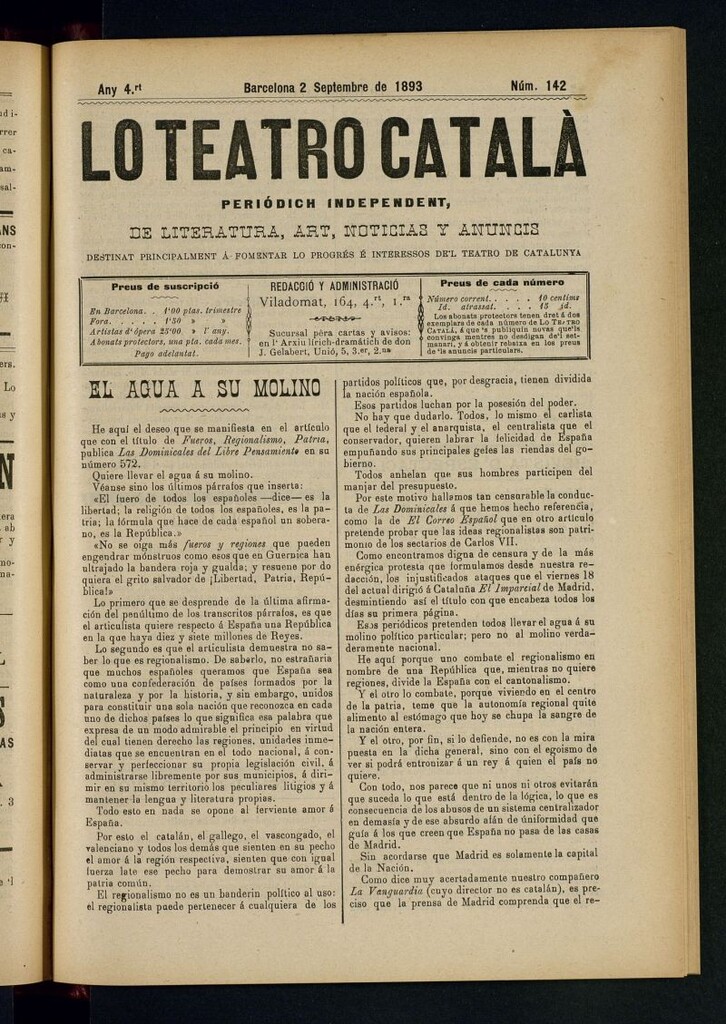 Any 4.rt
Barcelona 2 Septembre de 1893
Núm. 142
LO TEATRO CATALÀ
PERIÓDICH INDEPENDENT,
DE LITERATURA, ART, NOTICIAS Y ANUNCIS
DESTINAT PRINCIPALMENT Á FOMENTAR LO PROGRÉS É INTERESSOS DE'L TEATRO DE CATALUNYA
Preus de suscripció
En Barcelona. . 1'00 ptas. trimestre
Fora. . . . . . 1'50 » »
Artistas d'ópera 25'00 » l' any.
Abonats protectors, una pta. cada mes.
Pago adelantat.
REDACCIÓ Y ADMINISTRACIÓ
Viladomat, 164, 4.rt, 1.ra
Sucursal pèra cartas y avisos:
en l' Arxiu lírich-dramátich de don
J. Gelabert, Unió, 5, 3.er, 2.na
Preus de cada número
Número corrent. . . . . 10 centims
Id. atrassat. . . . 15 id.
Los abonats protectors tenen dret á dos
exemplars de cada número de LO TEATRO
CATALÁ, á que's publiquin novas que'ls
convinga mentres no desdigan de'l set-
manari, y á obtenir rebaixa en los preus
de'ls anuncis particulars.
EL AGUA A SU MOLINO
He aquí el deseo que se manifiesta en el artículo
que con el título de Fueros, Regionalismo, Patria,
publica Las Dominicales del Libre Pensamiento en su
número 572.
Quiere llevar el agua á su molino.
Véanse sino los últimos párrafos que inserta:
«El fuero de todos los españoles—dice—es la
libertad; la religión de todos los españoles, es la pa-
tria; la fórmula que hace de cada español un sobera-
no, es la República.»
«No se oiga más fueros y regiones que pueden
engendrar mónstruos como esos que en Guernica han
ultrajado la bandera roja y gualda; y resuene por do
quiera el grito salvador de ¡Libertad, Patria, Repú-
blica!»
Lo primero que se desprende de la última afirma-
ción del penúltimo de los transcritos párrafos, es que
el articulista quiere respecto á España una República
en la que haya diez y siete millones de Reyes.
Lo segundo es que el articulista demuestra no sa-
ber lo que es regionalismo. De saberlo, no estrañaria
que muchos españoles queramos que España sea
como una confederación de países formados por la
naturaleza y por la historia, y sin embargo, unidos
para constituir una sola nación que reconozca en cada
uno de dichos países lo que significa esa palabra que
expresa de un modo admirable el principio en virtud
del cual tienen derecho las regiones, unidades inme-
diatas que se encuentran en el todo nacional, á con-
servar y perfeccionar su propia legislación civil, á
administrarse libremente por sus municipios, á diri-
mir en su mismo territorio los peculiares litigios y á
mantener la lengua y literatura propias.
Todo esto en nada se opone al ferviente amor á
España.
Por esto el catalán, el gallego, el vascongado, el
valenciano y todos los demás que sienten en su pecho
el amor á la región respectiva, sienten que con igual
fuerza late ese pecho para demostrar su amor á la
patria común.
El regionalismo no es un banderin político al uso:
el regionalista puede pertenecer á cualquiera de los
partidos políticos que, por desgracia, tienen dividida
la nación española.
Esos partidos luchan por la posesión del poder.
No hay que dudarlo. Todos, lo mismo el carlista
que el federal y el anarquista, el centralista que el
conservador, quieren labrar la felicidad de España
empuñando sus principales gefes las riendas del go-
bierno.
Todos anhelan que sus hombres participen del
manjar del presupuesto.
Por este motivo hallamos tan censurable la conduc-
ta de Las Dominicales á que hemos hecho referencia,
como la de El Correo Español que en otro artículo
pretende probar que las ideas regionalistas son patri-
monio de los sectarios de Carlos VII.
Como encontramos digna de censura y de la más
enérgica protesta que formulamos desde nuestra re-
dacción, los injustificados ataques que el viernes 18
del actual dirigió á Cataluña El Imparcial de Madrid,
desmintiendo así el título con que encabeza todos los
días su primera página.
Esos periódicos pretenden todos llevar el agua á su
molino político particular; pero no al molino verda-
deramente nacional.
He aquí porque uno combate el regionalismo en
nombre de una República que, mientras no quiere
regiones, divide la España con el cantonalismo.
Y el otro lo combate, porque viviendo en el centro
de la patria, teme que la autonomía regional quite
alimento al estómago que hoy se chupa la sangre de
la nación entera.
Y el otro, por fin, si lo defiende, no es con la mira
puesta en la dicha general, sino con el egoismo de
ver si podrá entronizar á un rey á quien el país no
quiere.
Con todo, nos parece que ni unos ni otros evitarán
que suceda lo que está dentro de la lógica, lo que es
consecuencia de los abusos de un sistema centralizador
en demasía y de ese absurdo afán de uniformidad que
guía á los que creen que España no pasa de las casas
de Madrid.
Sin acordarse que Madrid es solamente la capital
de la Nación.
Como dice muy acertadamente nuestro compañero
La Vanguardia (cuyo director no es catalán), es pre-
ciso que la prensa de Madrid comprenda que el re-